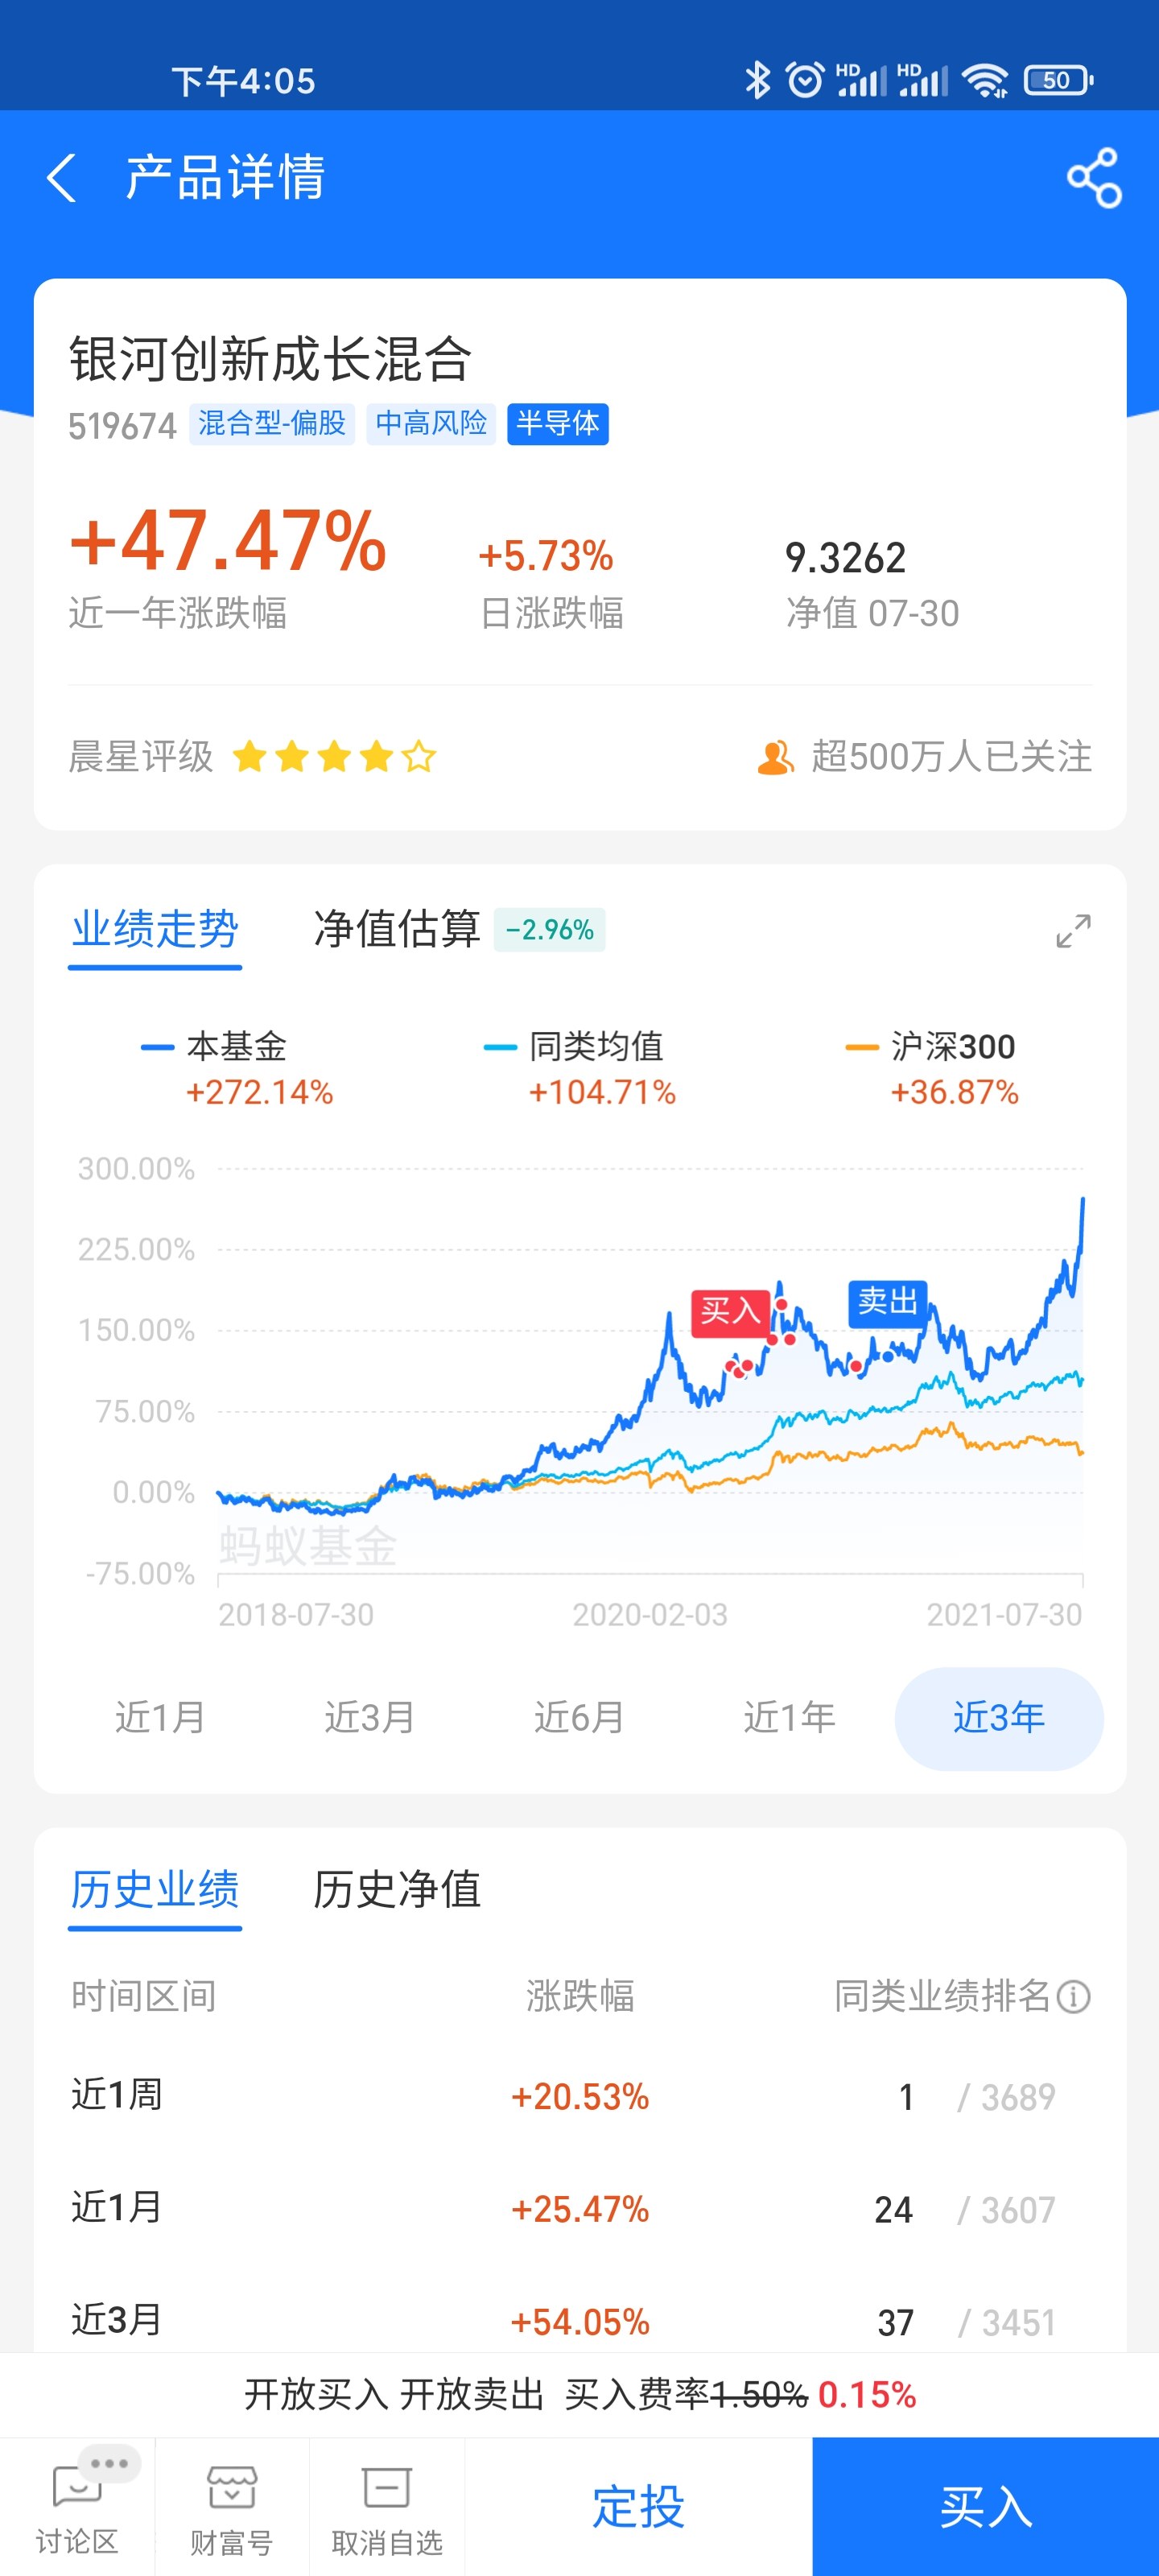 下午4:05 HD HD 50
产品详情
银河创新成长混合
519674 混合型-偏股 中高风险 半导体
+47.47% +5.73% 9.3262
近一年涨跌幅 日涨跌幅 净值 07-30
晨星评级 超500万人已关注
业绩走势 净值估算 -2.96%
本基金 同类均值 沪深300
+272.14% +104.71% +36.87%
300.00%
225.00%
买入 卖出
150.00%
75.00%
0.00%
蚂蚁基金
-75.00%
2018-07-30 2020-02-03 2021-07-30
近1月 近3月 近6月 近1年 近3年
历史业绩 历史净值
时间区间 涨跌幅 同类业绩排名
近1周 +20.53% 1 / 3689
近1月 +25.47% 24 / 3607
近3月 +54.05% 37 / 3451
开放买入 开放卖出 买入费率1.50% 0.15%
讨论区 财富号 取消自选 定投 买入